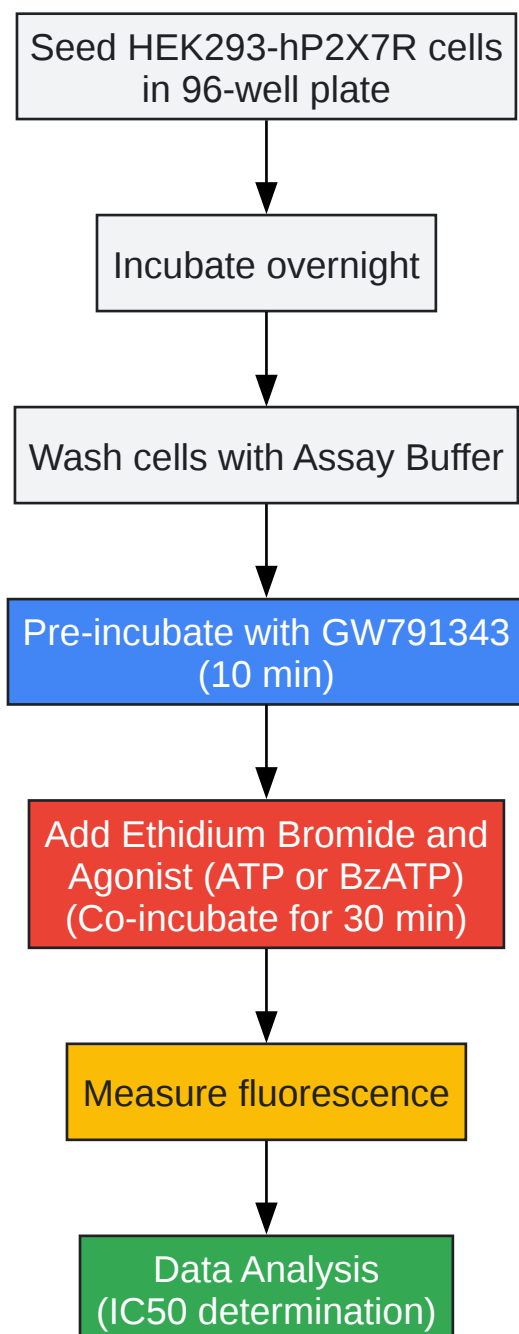 Seed HEK293-hP2X7R cells
in 96-well plate
Incubate overnight
Wash cells with Assay Buffer
Pre-incubate with GW791343
(10 min)
Add Ethidium Bromide and
Agonist (ATP or BzATP)
(Co-incubate for 30 min)
Measure fluorescence
Data Analysis
(IC50 determination)